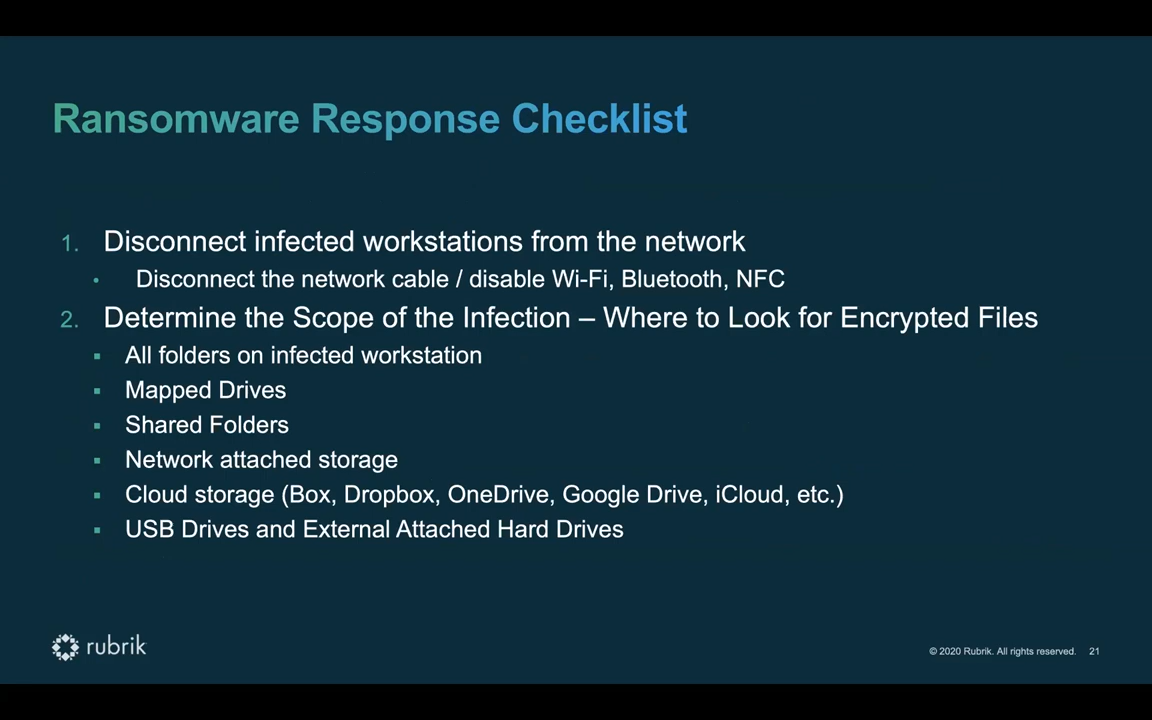 Ransomware Response Checklist
1. Disconnect infected workstations from the network
• Disconnect the network cable / disable Wi-Fi, Bluetooth, NFC
2. Determine the Scope of the Infection – Where to Look for Encrypted Files
▪ All folders on infected workstation
▪ Mapped Drives
▪ Shared Folders
▪ Network attached storage
▪ Cloud storage (Box, Dropbox, OneDrive, Google Drive, iCloud, etc.)
▪ USB Drives and External Attached Hard Drives
rubrik
© 2020 Rubrik. All rights reserved. 21